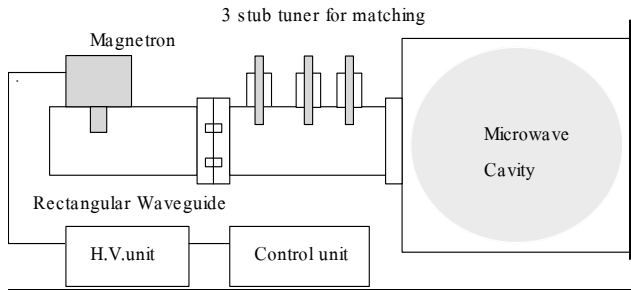 3 stub tuner for matching
Magnetron
Microwave
Cavity
Rectangular Waveguide
H.V.unit
Control unit